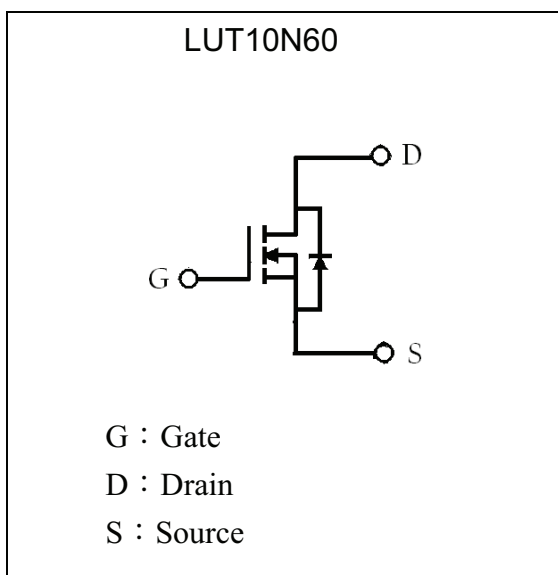 LUT10N60
D
G
S
G：Gate
D：Drain
S：Source